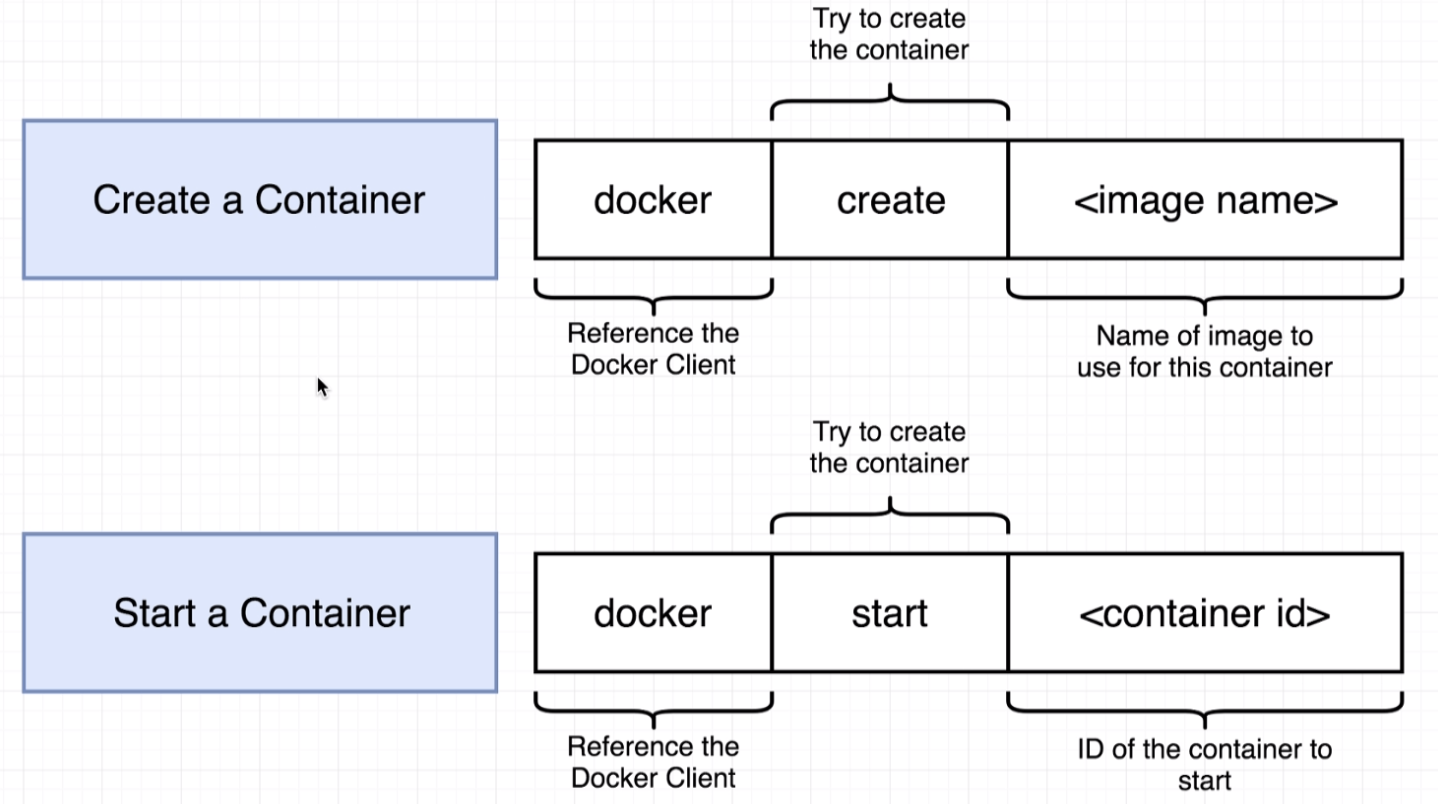 Try to create
the container
Create a Container
docker
create
<image name>
Reference the
Docker Client
Name of image to
use for this container
Try to create
the container
Start a Container
docker
start
<container id>
Reference the
Docker Client
ID of the container to
start